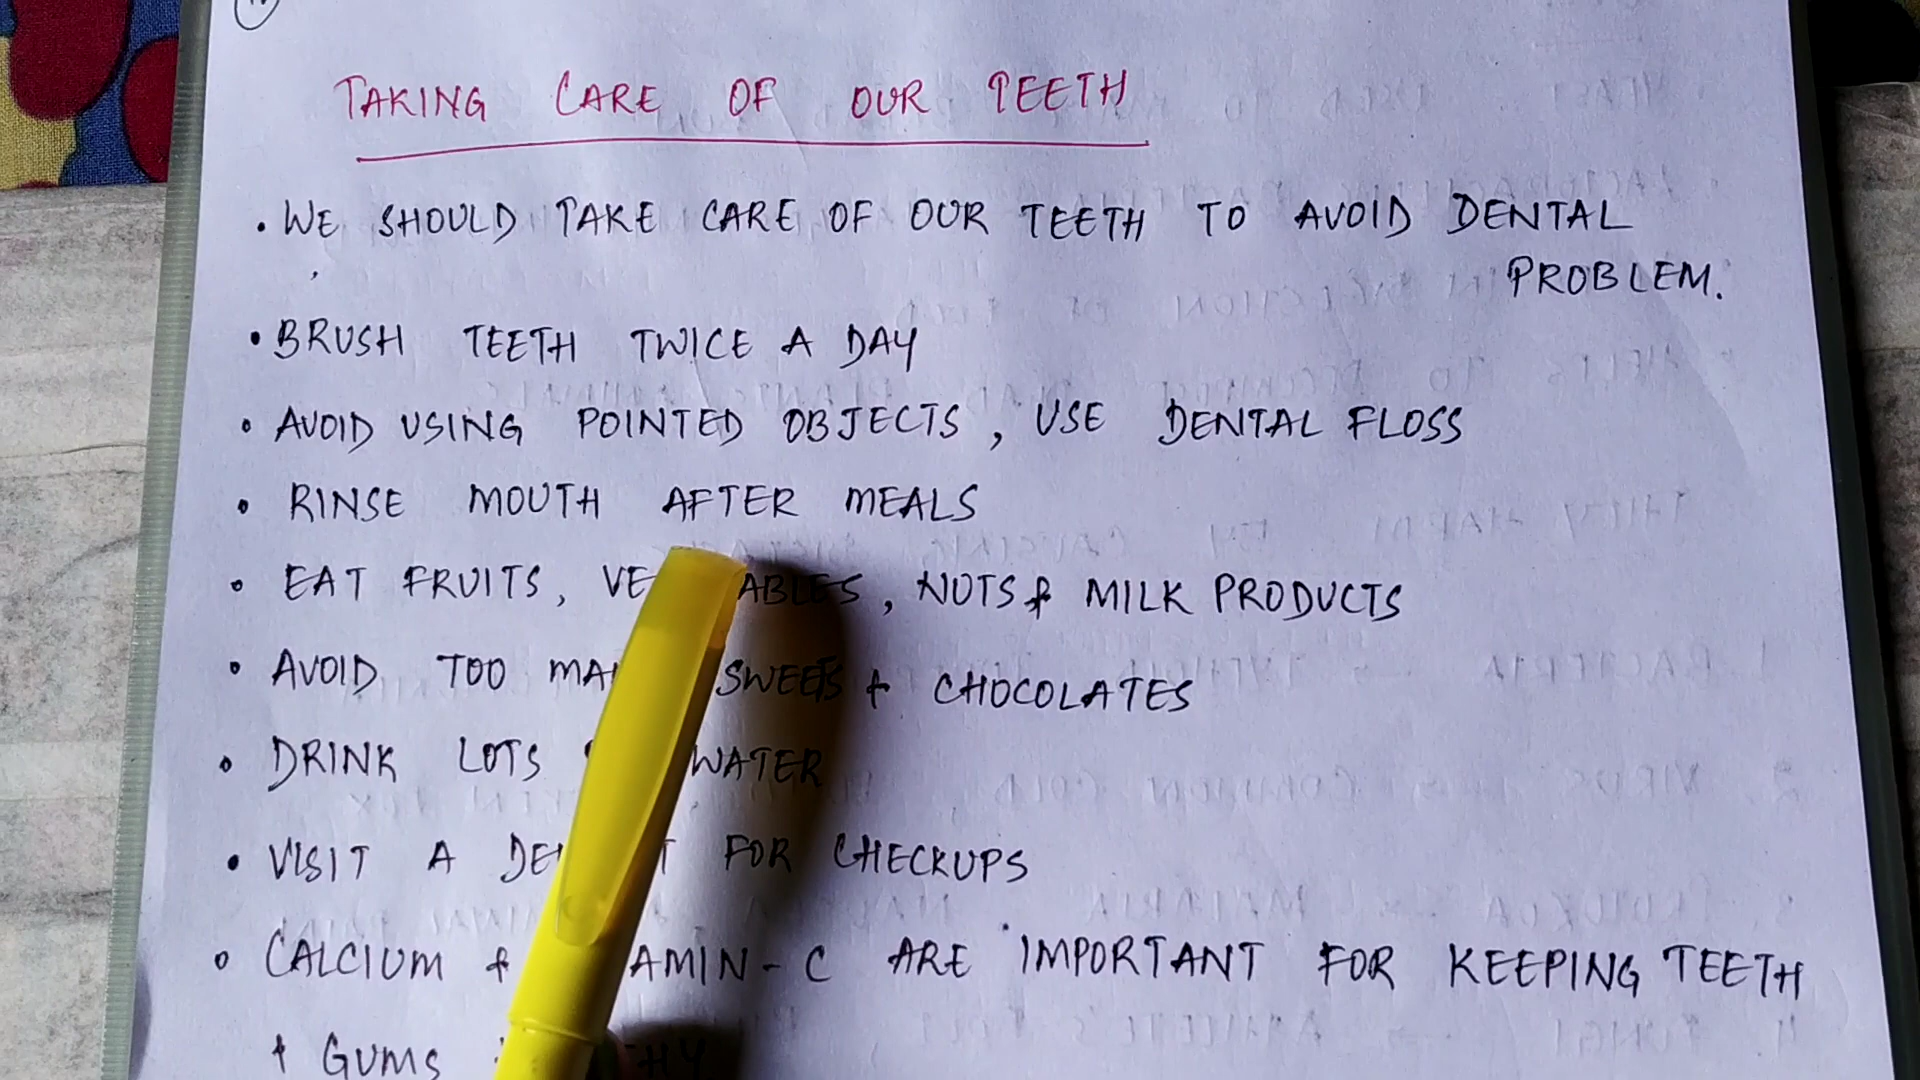 TAKING CARE OF OUR TEETH
• WE SHOULD TAKE CARE OF OUR TEETH TO AVOID DENTAL
PROBLEM.
• BRUSH TEETH TWICE A DAY
• AVOID USING POINTED OBJECTS, USE DENTAL FLOSS
• RINSE MOUTH AFTER MEALS
• EAT FRUITS, , NUTS & MILK PRODUCTS
• AVOID TOO SWEETS & CHOCOLATES
• DRINK LOTS WATER
• VISIT A FOR CHECKUPS
• CALCIUM & - C ARE IMPORTANT FOR KEEPING TEETH
& GUMS